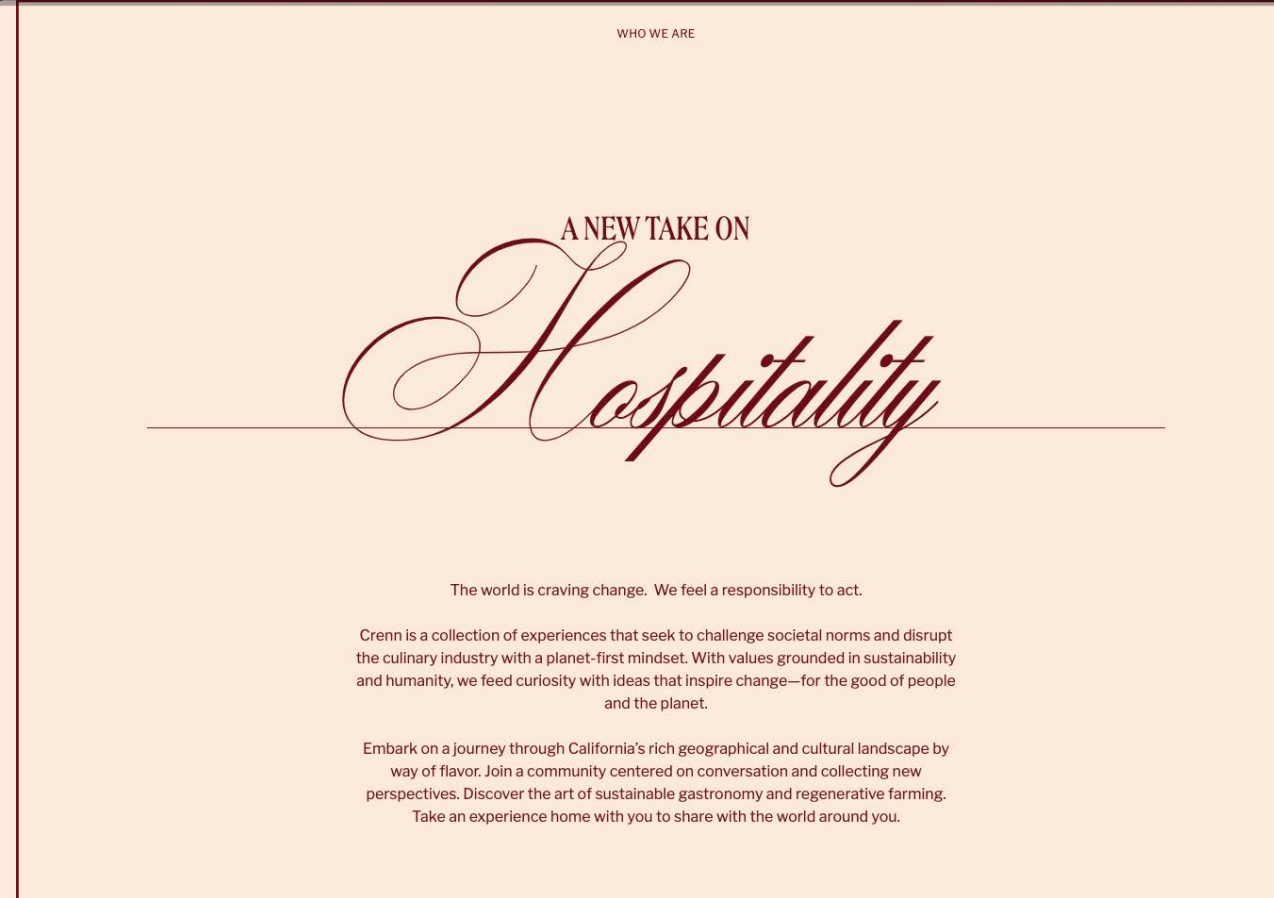 WHO WE ARE
A NEW TAKE ON
Hospitality
The world is craving change.  We feel a responsibility to act.
Crenn is a collection of experiences that seek to challenge societal norms and disrupt
the culinary industry with a planet-first mindset. With values grounded in sustainability
and humanity, we feed curiosity with ideas that inspire change—for the good of people
and the planet.
Embark on a journey through California’s rich geographical and cultural landscape by
way of flavor. Join a community centered on conversation and collecting new
perspectives. Discover the art of sustainable gastronomy and regenerative farming.
Take an experience home with you to share with the world around you.